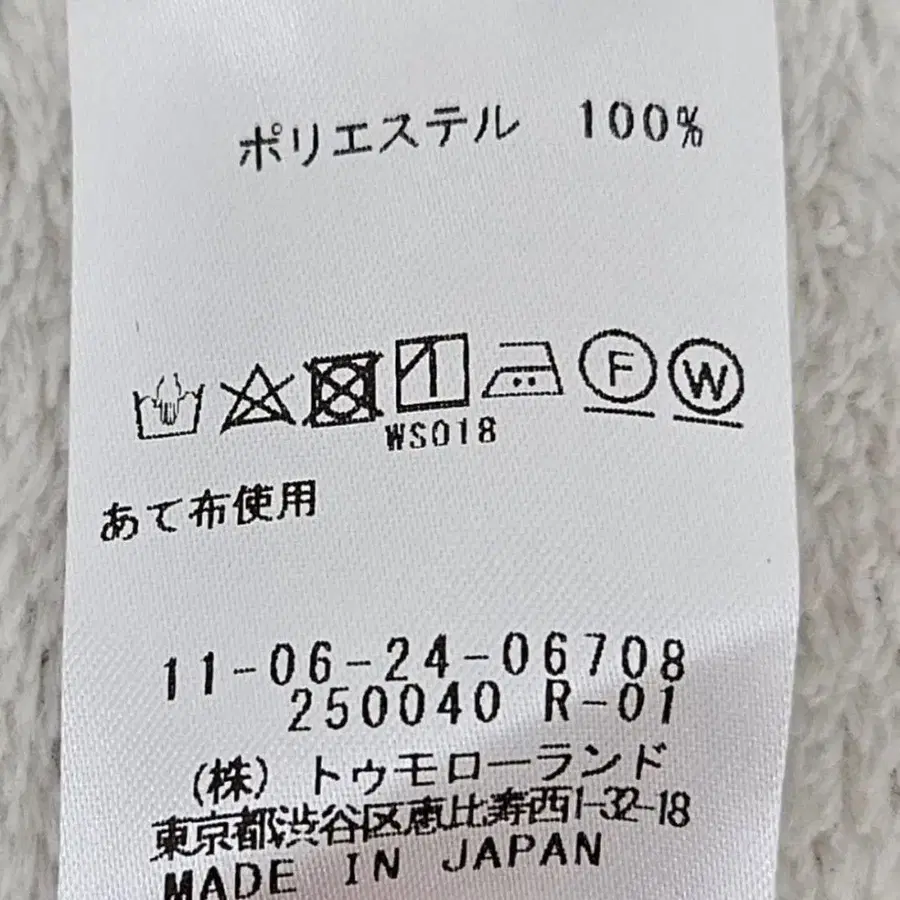 ポリエステル 100%
F W
WS018
あて布使用
11-06-24-06708
250040 R-01
(株) トゥモローランド
東京都渋谷区恵比寿西1-32-18
MADE IN JAPAN